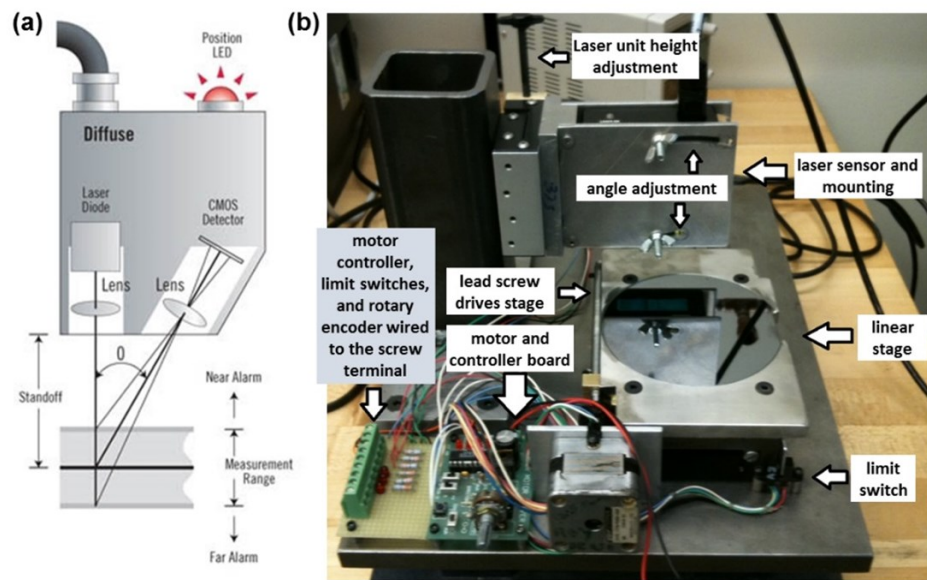 (a)
Position
LED
Diffuse
Laser
Diode
CMOS
Detector
Lens
Lens
θ
Standoff
Near Alarm
Measurement
Range
Far Alarm
(b)
Laser unit height
adjustment
laser sensor and
mounting
angle adjustment
motor
controller,
limit switches,
and rotary
encoder wired
to the screw
terminal
lead screw
drives stage
motor and
controller board
linear
stage
limit
switch